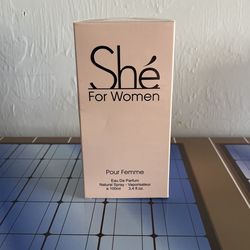 Shé
For Women
Pour Femme
Eau De Parfum
Natural Spray - Vaporisateur
e 100ml 3.4 fl.oz.